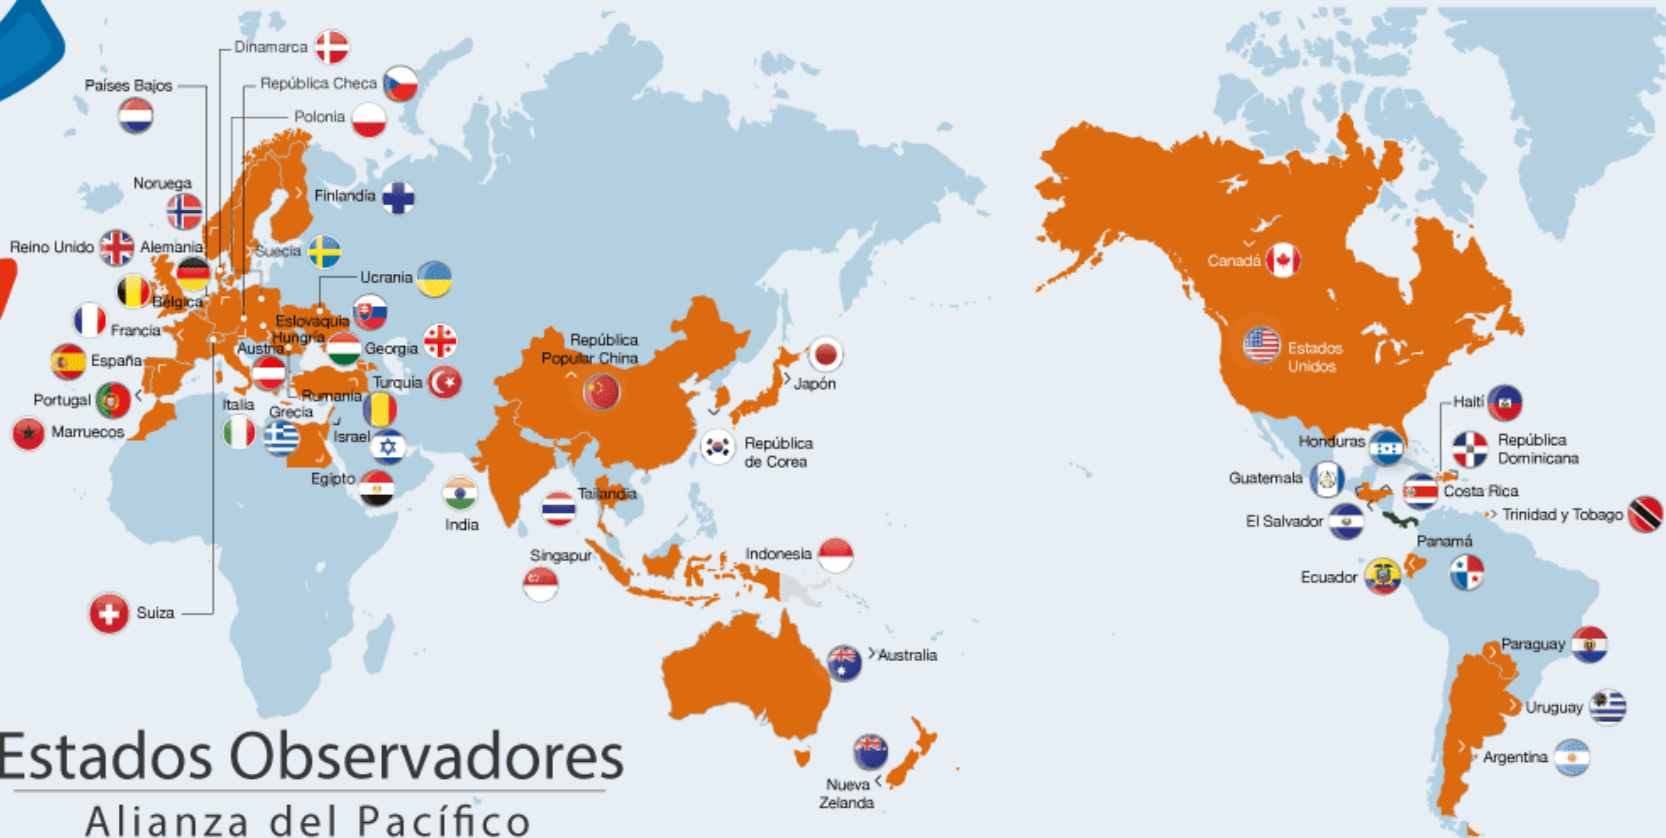 Dinamarca
Países Bajos
República Checa
Polonia
Noruega
Finlandia
Reino Unido
Alemania
Suecia
Ucrania
Bélgica
Eslovaquia
Francia
Hungría
Austria
Georgia
España
Turquía
Portugal
Rumanía
Italia
Grecia
Marruecos
Israel
Egipto
India
Suiza
República
Popular China
Japón
República
de Corea
Tailandia
Singapur
Indonesia
Australia
Nueva
Zelanda
Canadá
Estados
Unidos
Haití
Honduras
República
Dominicana
Guatemala
Costa Rica
El Salvador
Trinidad y Tobago
Panamá
Ecuador
Paraguay
Uruguay
Argentina
Estados Observadores
Alianza del Pacífico